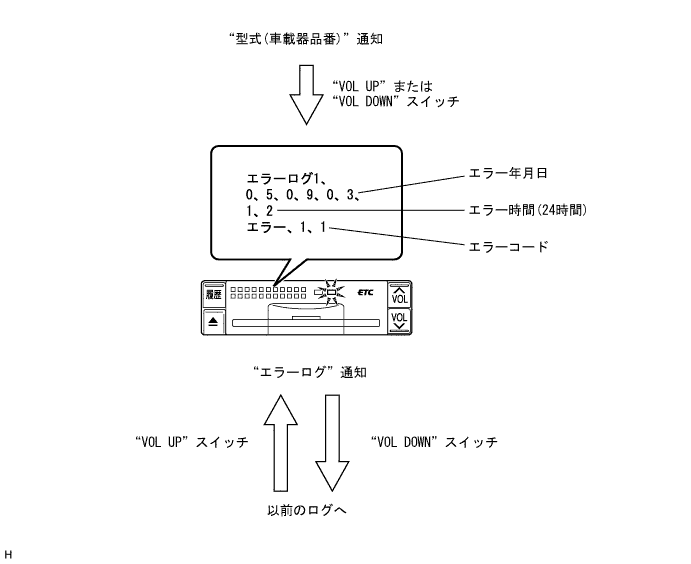 “型式(車載器品番)”通知
“VOL UP”または
“VOL DOWN”スイッチ
エラーログ1、
0、5、0、9、0、3、
1、2
エラー、1、1
エラー年月日
エラー時間(24時間)
エラーコード
履歴
ETC
VOL
VOL
“エラーログ”通知
“VOL UP”スイッチ
“VOL DOWN”スイッチ
以前のログへ
H